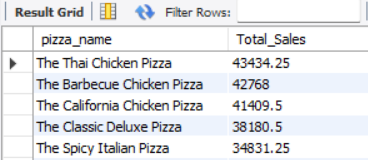 Result Grid Filter Rows:
pizza_name Total_Sales
The Thai Chicken Pizza 43434.25
The Barbecue Chicken Pizza 42768
The California Chicken Pizza 41409.5
The Classic Deluxe Pizza 38180.5
The Spicy Italian Pizza 34831.25